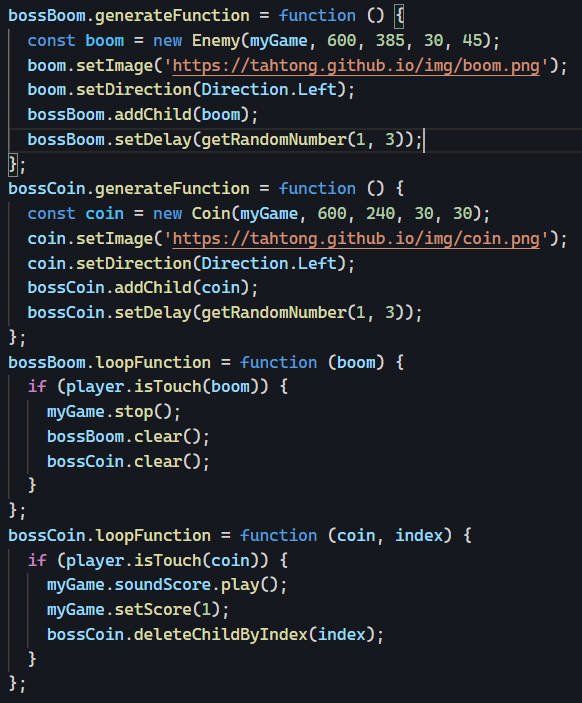 bossBoom.generateFunction = function () {
  const boom = new Enemy(myGame, 600, 385, 30, 45);
  boom.setImage('https://tahtong.github.io/img/boom.png');
  boom.setDirection(Direction.Left);
  bossBoom.addChild(boom);
  bossBoom.setDelay(getRandomNumber(1, 3));
};
bossCoin.generateFunction = function () {
  const coin = new Coin(myGame, 600, 240, 30, 30);
  coin.setImage('https://tahtong.github.io/img/coin.png');
  coin.setDirection(Direction.Left);
  bossCoin.addChild(coin);
  bossCoin.setDelay(getRandomNumber(1, 3));
};
bossBoom.loopFunction = function (boom) {
  if (player.isTouch(boom)) {
    myGame.stop();
    bossBoom.clear();
    bossCoin.clear();
  }
};
bossCoin.loopFunction = function (coin, index) {
  if (player.isTouch(coin)) {
    myGame.soundScore.play();
    myGame.setScore(1);
    bossCoin.deleteChildByIndex(index);
  }
};